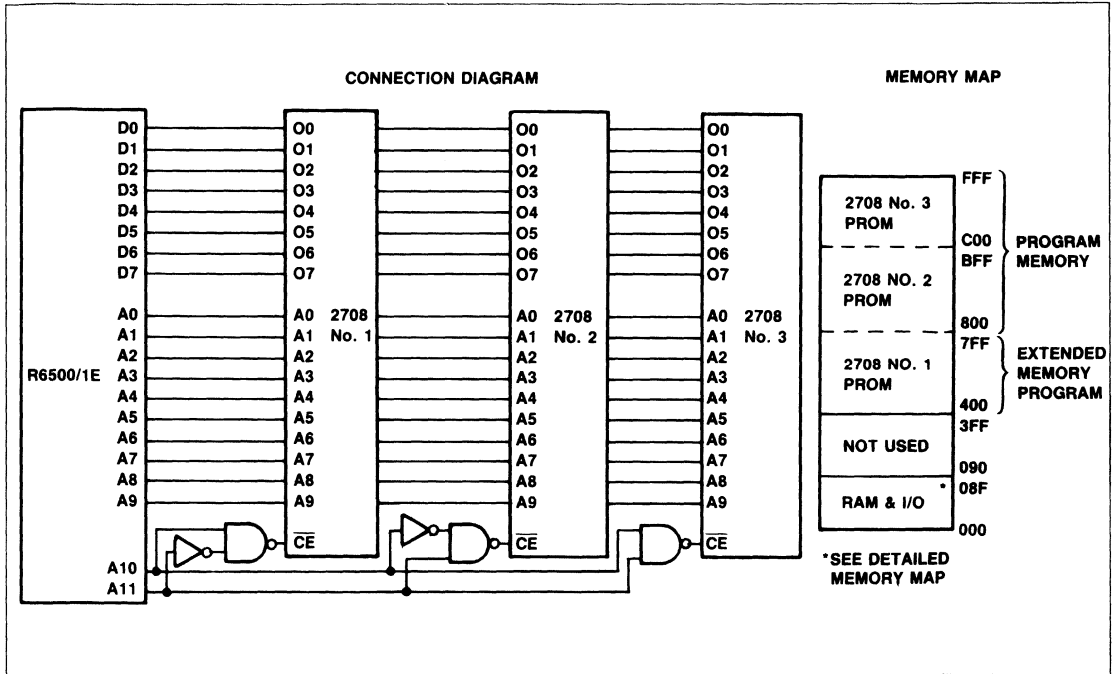 CONNECTION DIAGRAM
MEMORY MAP
R6500/1E
D0
D1
D2
D3
D4
D5
D6
D7
A0
A1
A2
A3
A4
A5
A6
A7
A8
A9
A10
A11
O0
O1
O2
O3
O4
O5
O6
O7
A0 2708
A1 No. 1
A2
A3
A4
A5
A6
A7
A8
A9
CE
O0
O1
O2
O3
O4
O5
O6
O7
A0 2708
A1 No. 2
A2
A3
A4
A5
A6
A7
A8
A9
CE
O0
O1
O2
O3
O4
O5
O6
O7
A0 2708
A1 No. 3
A2
A3
A4
A5
A6
A7
A8
A9
CE
FFF
2708 No. 3
PROM
C00
BFF
PROGRAM
MEMORY
2708 NO. 2
PROM
800
7FF
2708 NO. 1
PROM
EXTENDED
MEMORY
PROGRAM
400
3FF
NOT USED
090
08F
RAM & I/O *
000
*SEE DETAILED
MEMORY MAP